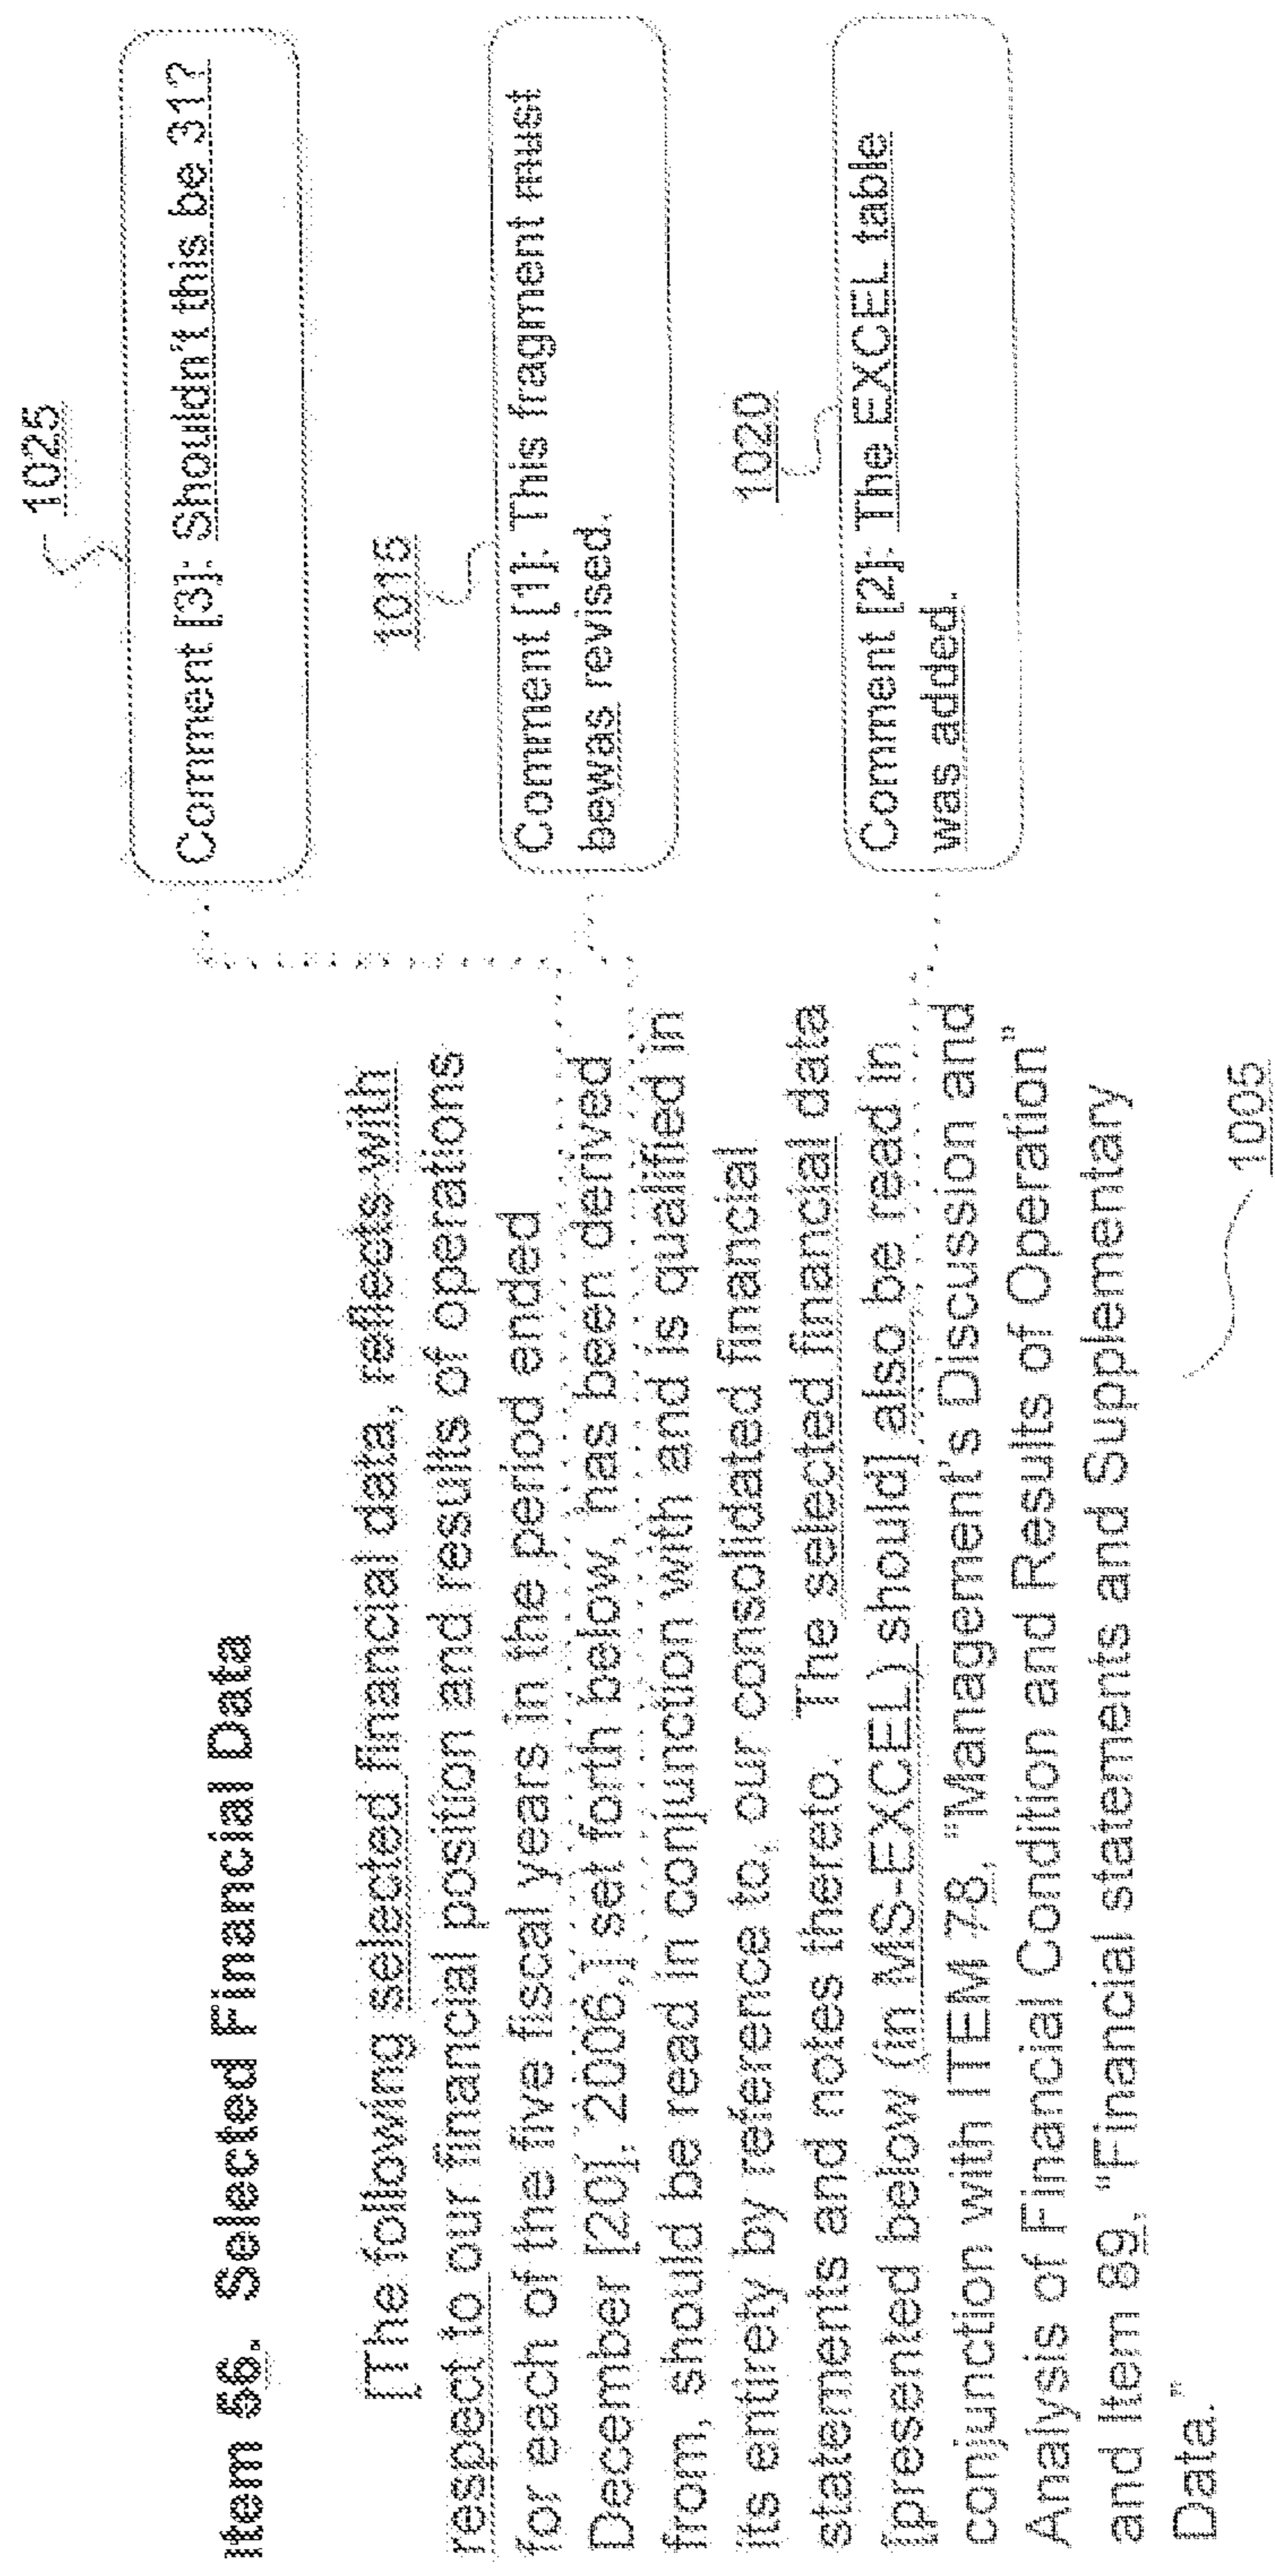 Item 56. Selected Financial Data
[The following selected financial data, reflects with
respect to our financial position and results of operations
for each of the five fiscal years in the period ended
December [20], 2006,] set forth below, has been derived
from, should be read in conjunction with and is qualified in
its entirety by reference to, our consolidated financial
statements and notes thereto. The selected financial data
[presented below (in MS-EXCEL) should] also be read in
conjunction with ITEM 78, "Management's Discussion and
Analysis of Financial Condition and Results of Operation"
and Item 89, "Financial statements and Supplementary
Data."
1005
1025
Comment [3]: Shouldn't this be 31?
1015
Comment [1]: This fragment must
bewas revised.
1020
Comment [2]: The EXCEL table
was added.